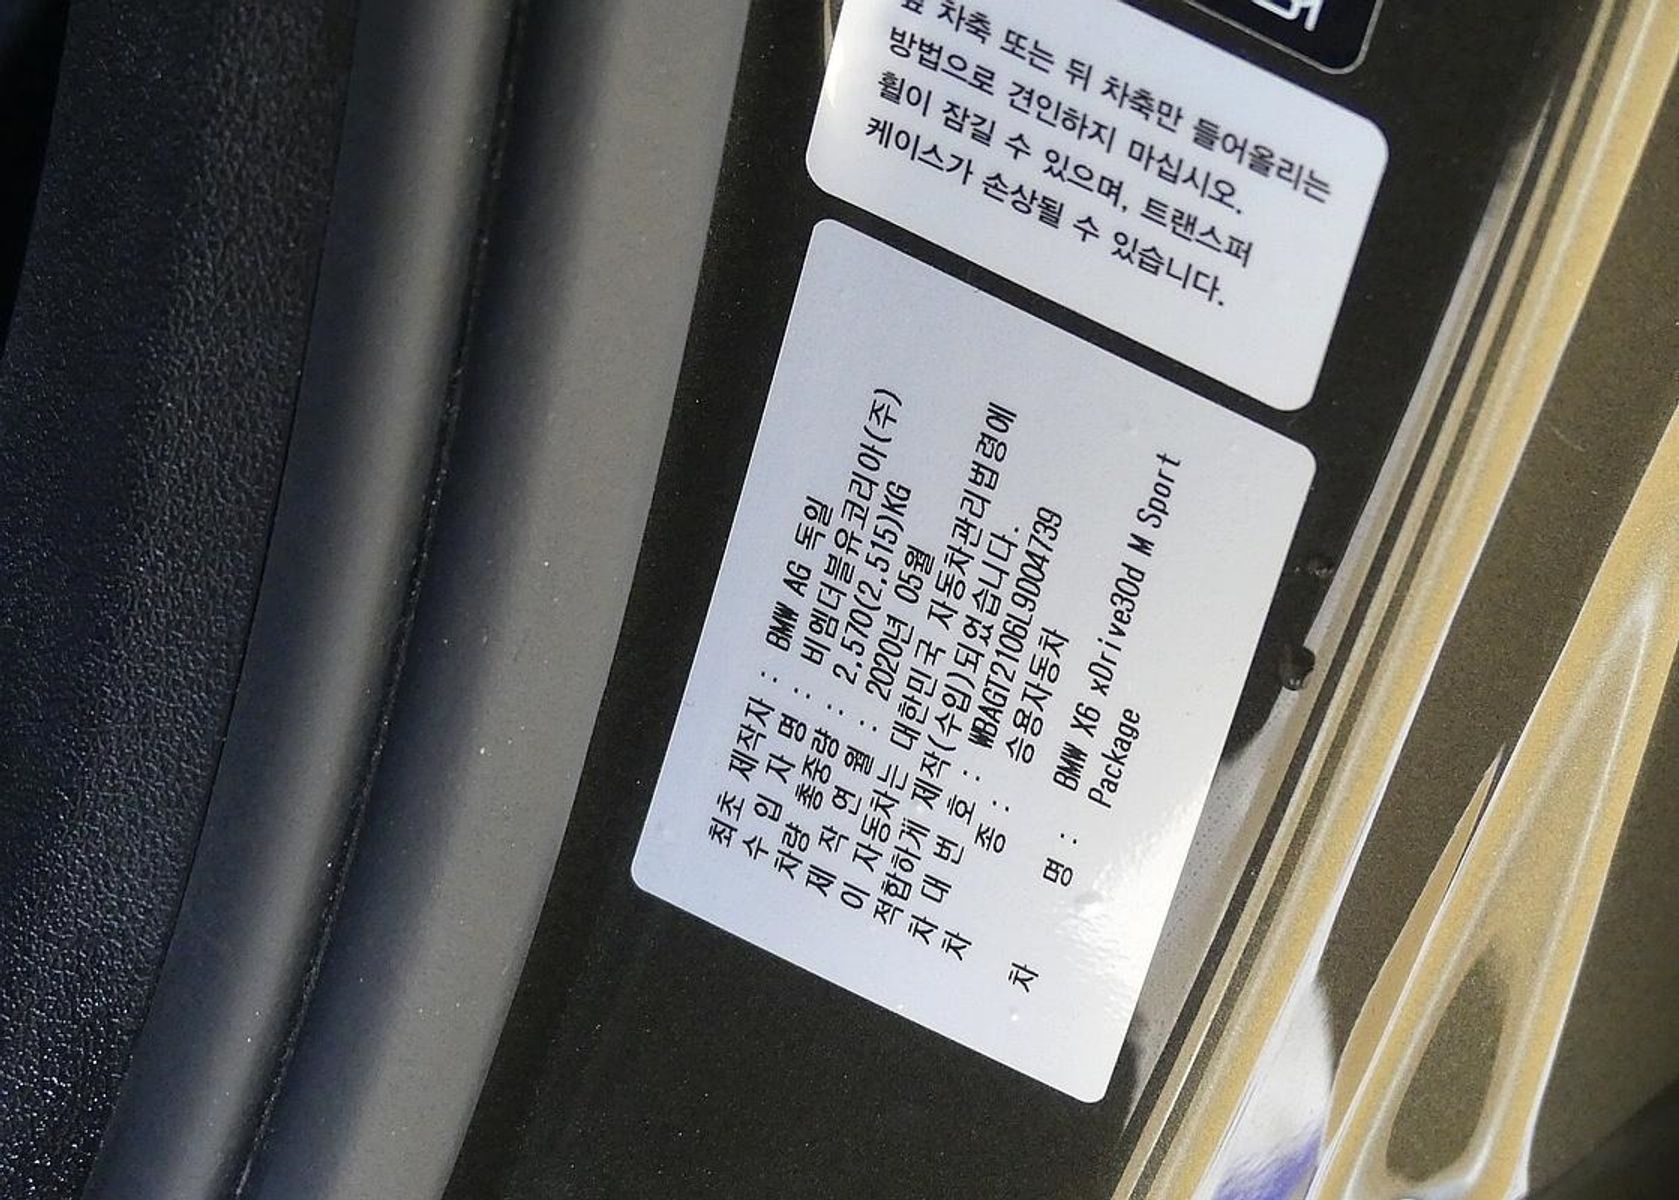 차축 또는 뒤 차축만 들어올리는
방법으로 견인하지 마십시오.
휠이 잠길 수 있으며, 트랜스퍼
케이스가 손상될 수 있습니다.
최초 제작자 : BMW AG 독일
수 입 자 명 : 비엠더블유코리아(주)
차량 총중량 : 2.570(2.515)KG
제 작 연 월 : 2020년 05월
이 자동차는 대한민국 자동차관리법령에
적합하게 제작(수입)되었습니다.
차 대 번 호 : WBAGT2106L9D04739
차 종 : 승용자동차
차 명 : BMW X6 xDrive30d M Sport
Package